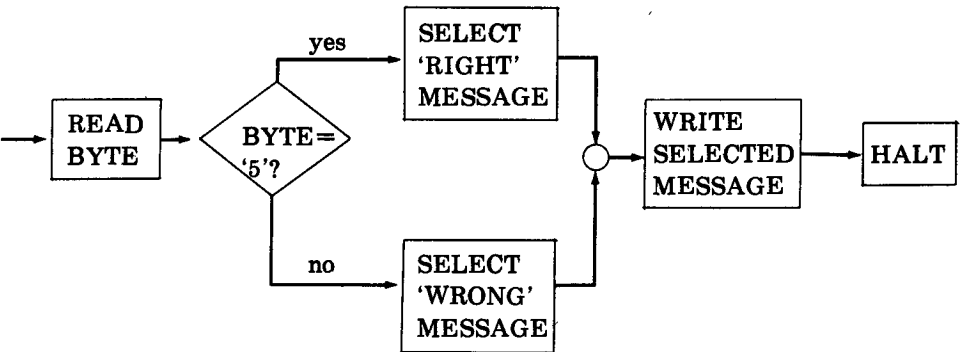 READ
BYTE
BYTE=
‘5’?
yes
SELECT
‘RIGHT’
MESSAGE
no
SELECT
‘WRONG’
MESSAGE
WRITE
SELECTED
MESSAGE
HALT